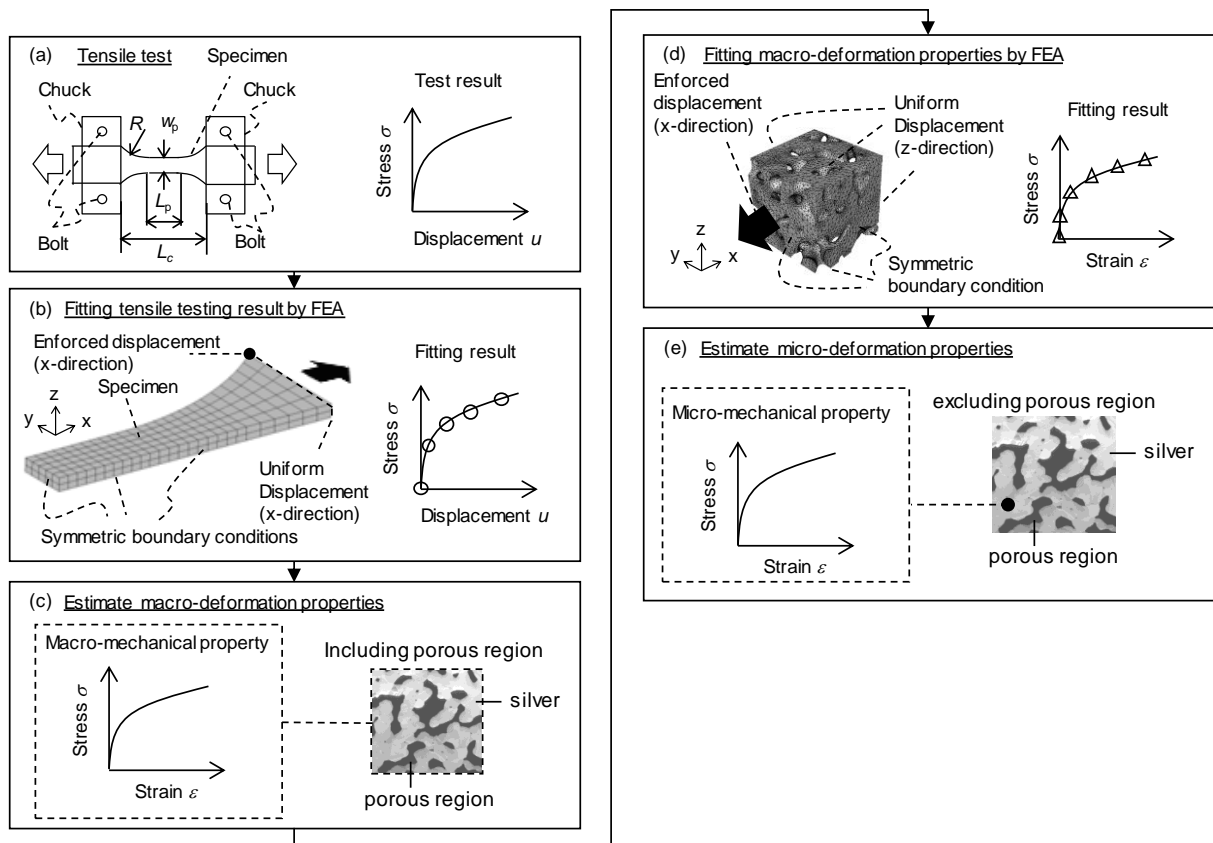 (a) Tensile test
Specimen
Chuck
Chuck
R
wp
Lp
Lc
Bolt
Bolt
Test result
Stress σ
Displacement u
(b) Fitting tensile testing result by FEA
Enforced displacement
(x-direction)
Specimen
z
y
x
Uniform
Displacement
(x-direction)
Symmetric boundary conditions
Fitting result
Stress σ
Displacement u
(c) Estimate macro-deformation properties
Macro-mechanical property
Stress σ
Strain ε
Including porous region
silver
porous region
(d) Fitting macro-deformation properties by FEA
Enforced
displacement
(x-direction)
Uniform
Displacement
(z-direction)
z
y
x
Symmetric
boundary condition
Fitting result
Stress σ
Strain ε
(e) Estimate micro-deformation properties
Micro-mechanical property
Stress σ
Strain ε
excluding porous region
silver
porous region